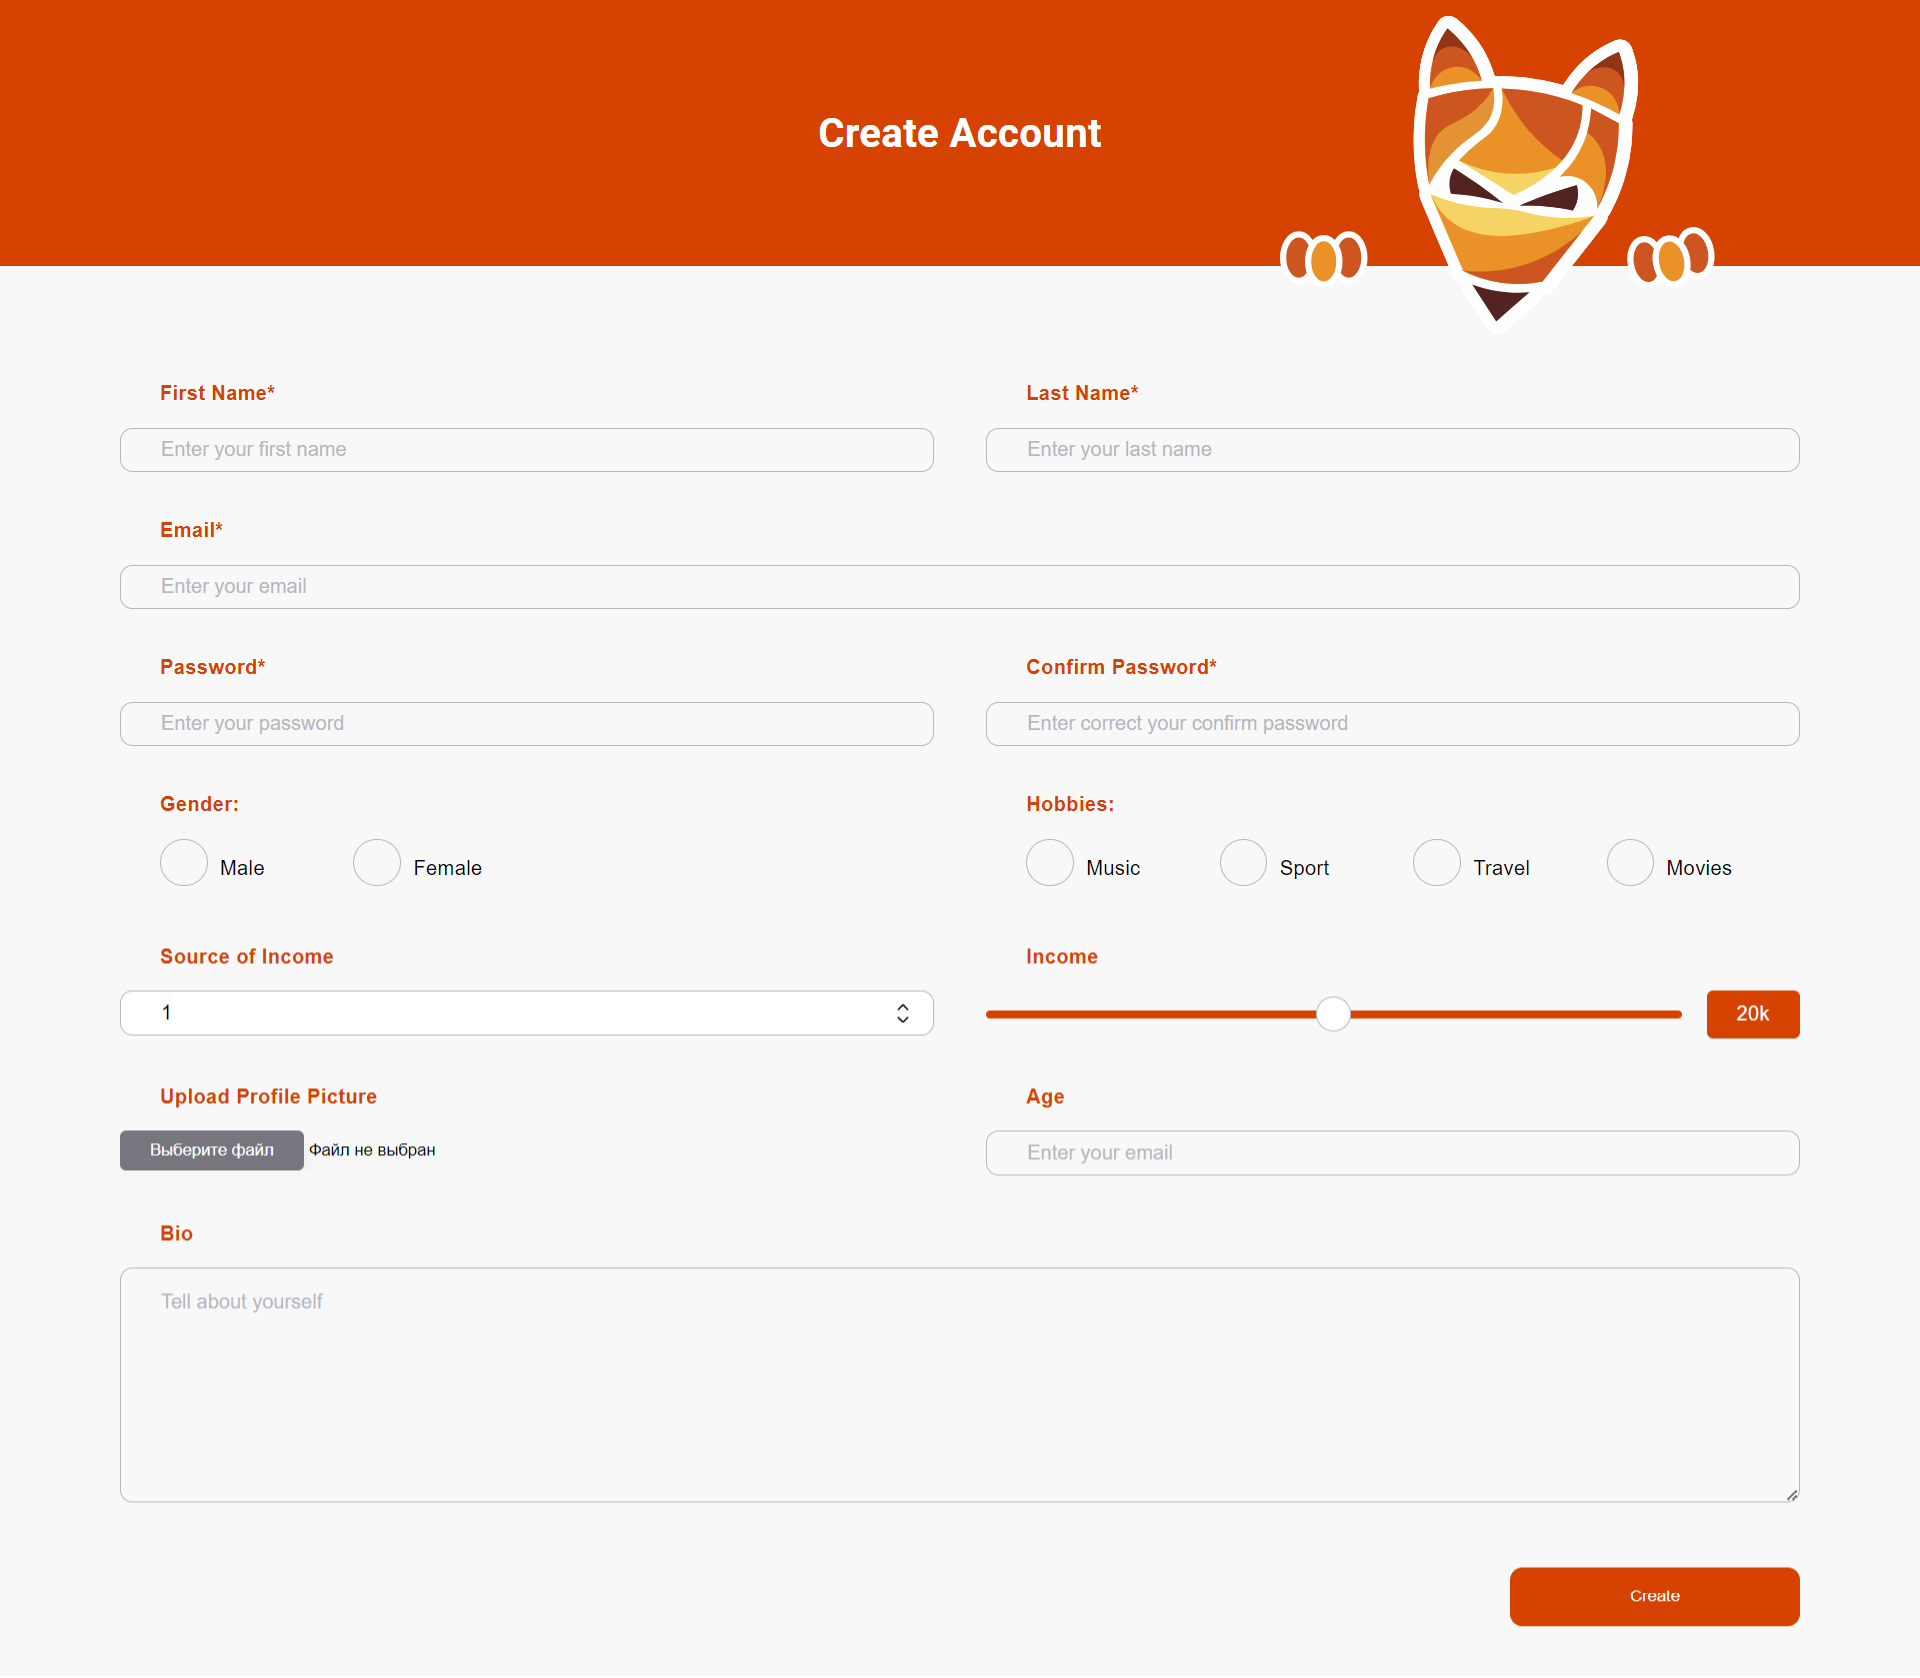 Create Account
First Name*
Last Name*
Enter your first name
Enter your last name
Email*
Enter your email
Password*
Confirm Password*
Enter your password
Enter correct your confirm password
Gender:
Hobbies:
Male
Female
Music
Sport
Travel
Movies
Source of Income
Income
1
20k
Upload Profile Picture
Age
Выберите файл
Файл не выбран
Enter your email
Bio
Tell about yourself
Create